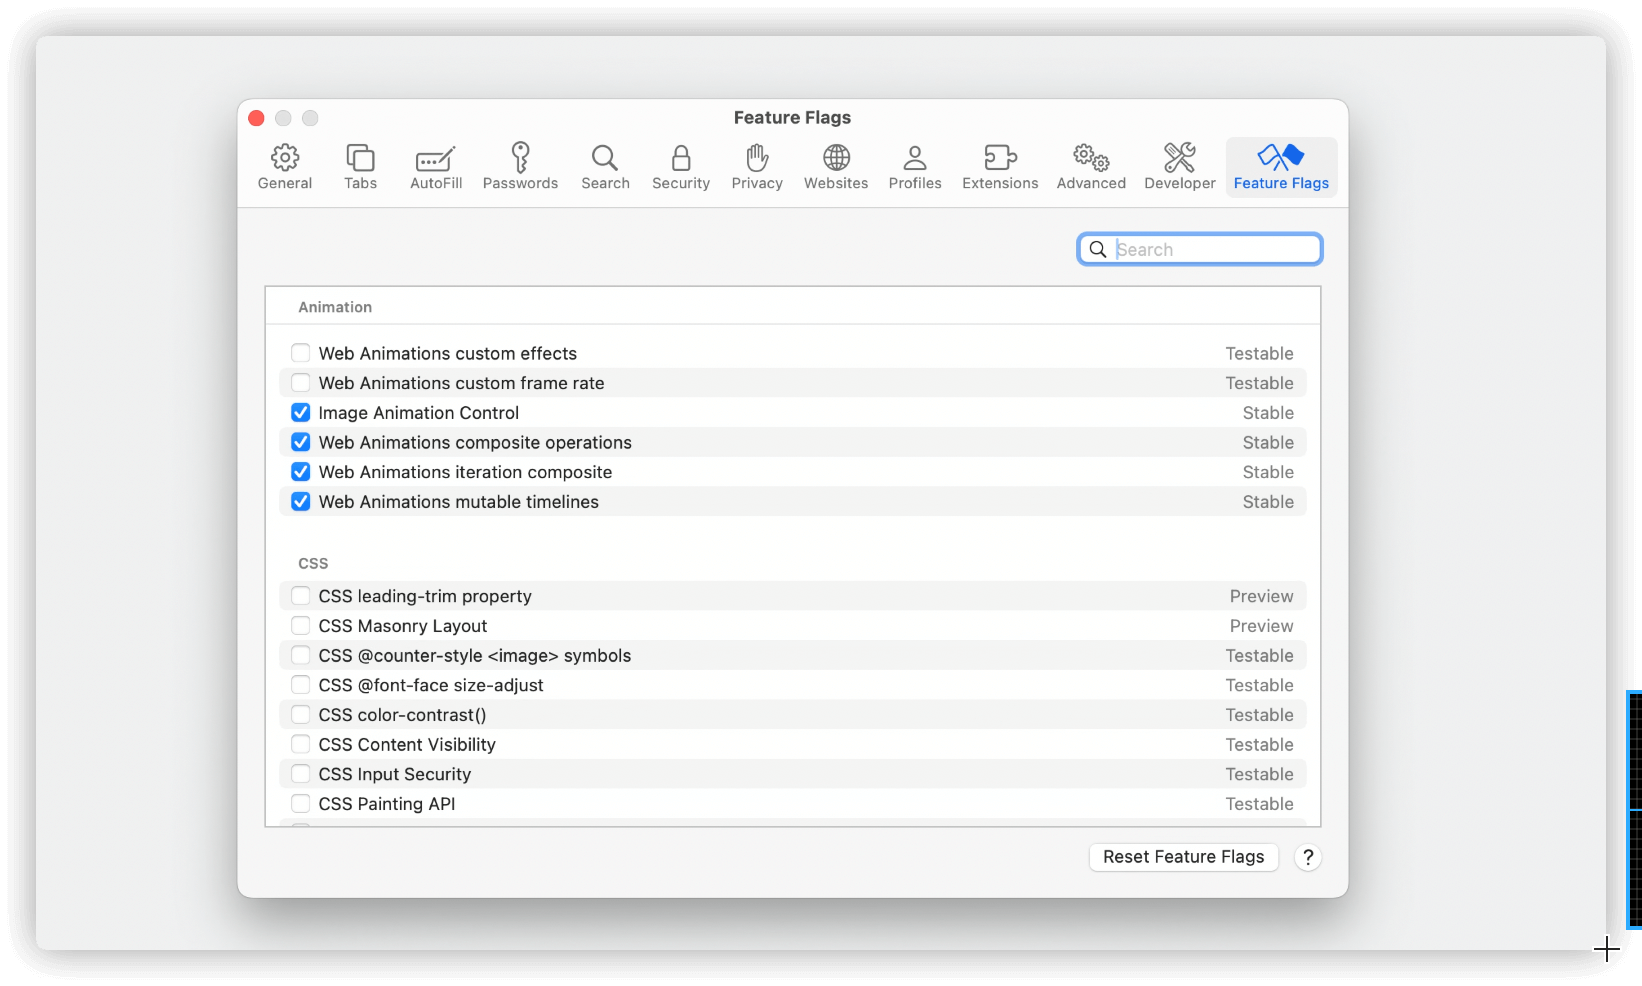 Feature Flags
General Tabs AutoFill Passwords Search Security Privacy Websites Profiles Extensions Advanced Developer Feature Flags
Search
Animation
Web Animations custom effects Testable
Web Animations custom frame rate Testable
Image Animation Control Stable
Web Animations composite operations Stable
Web Animations iteration composite Stable
Web Animations mutable timelines Stable
CSS
CSS leading-trim property Preview
CSS Masonry Layout Preview
CSS @counter-style <image> symbols Testable
CSS @font-face size-adjust Testable
CSS color-contrast() Testable
CSS Content Visibility Testable
CSS Input Security Testable
CSS Painting API Testable
Reset Feature Flags ?